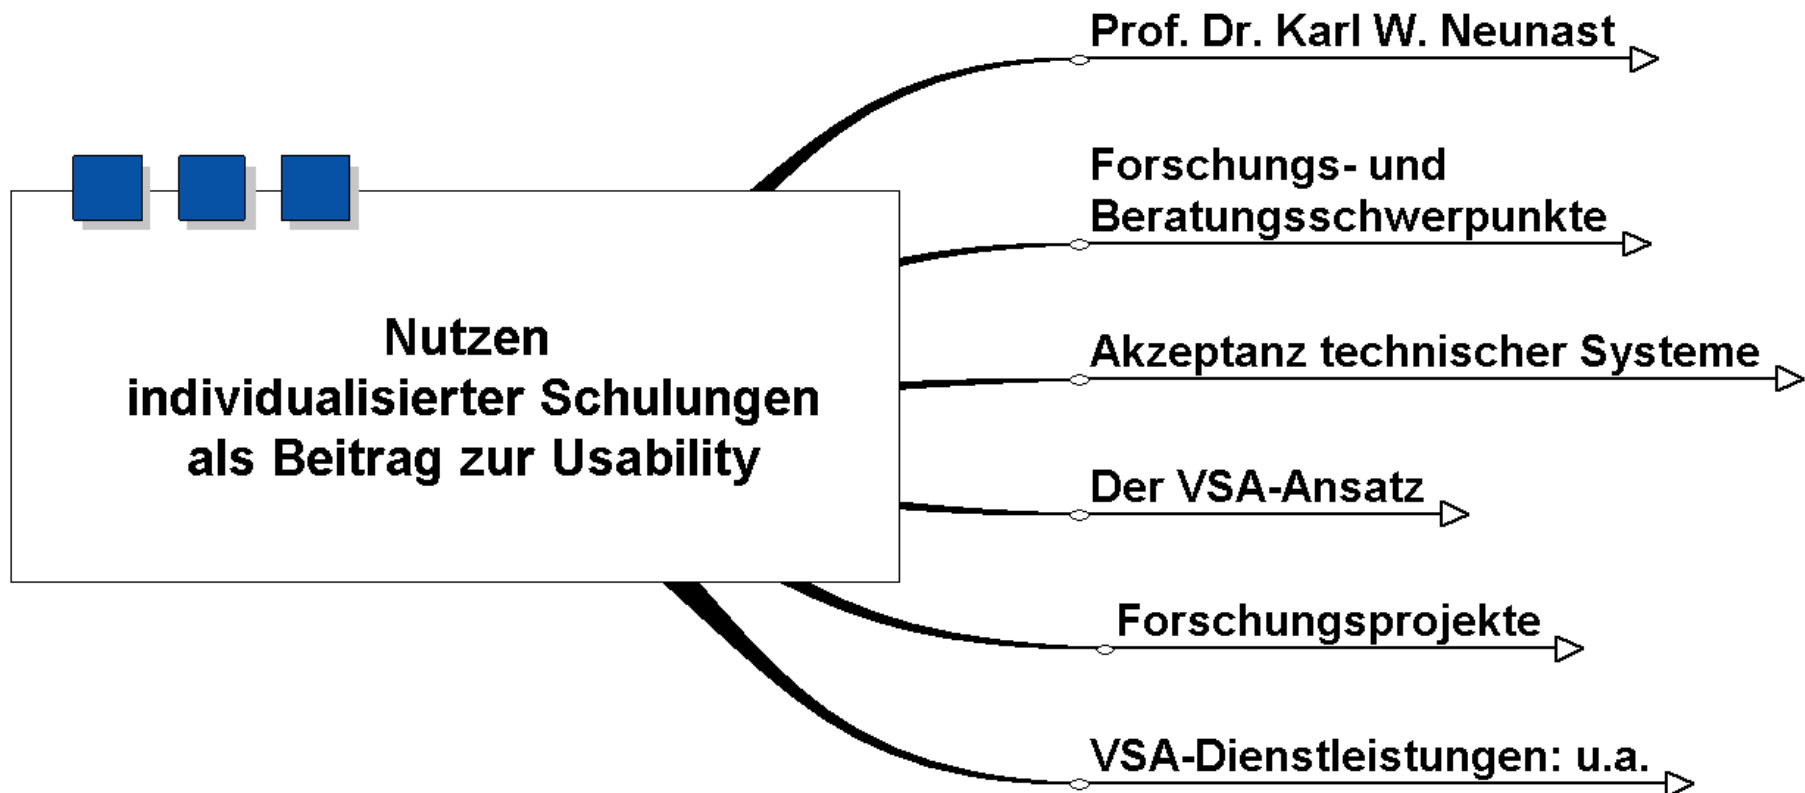 Nutzen
individualisierter Schulungen
als Beitrag zur Usability
Prof. Dr. Karl W. Neunast
Forschungs- und
Beratungsschwerpunkte
Akzeptanz technischer Systeme
Der VSA-Ansatz
Forschungsprojekte
VSA-Dienstleistungen: u.a.